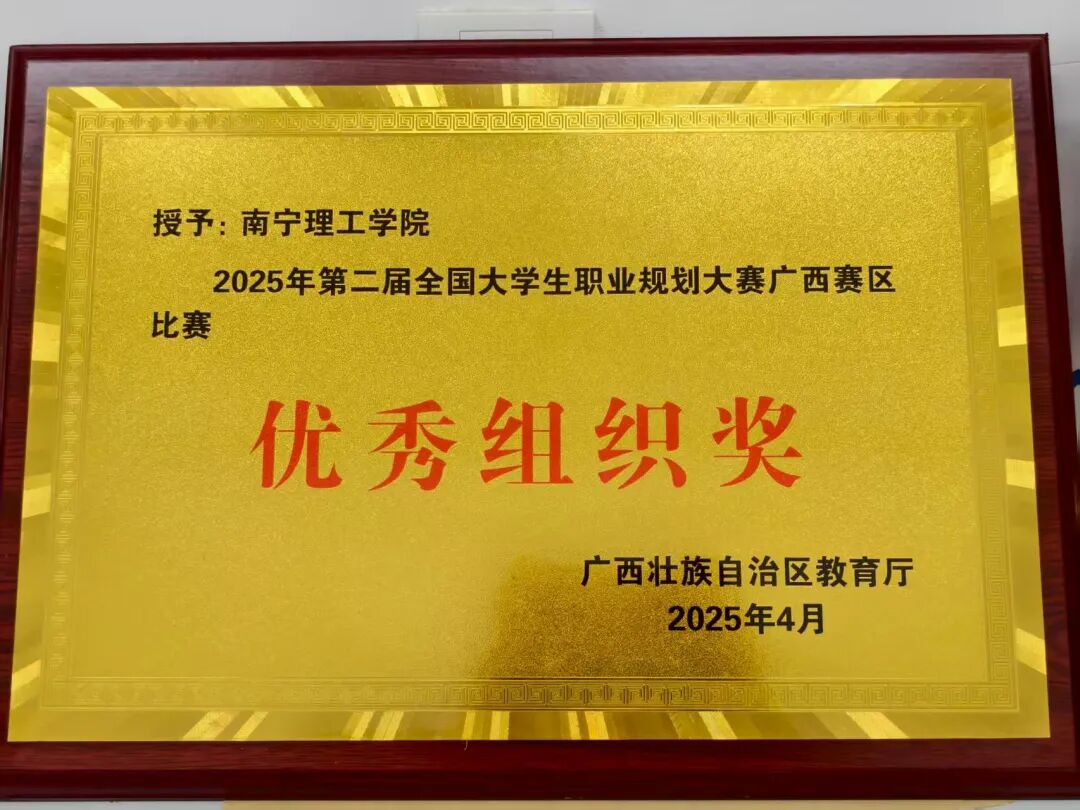 授予：南宁理工学院
2025年第二届全国大学生职业规划大赛广西赛区
比赛
优秀组织奖
广西壮族自治区教育厅
2025年4月